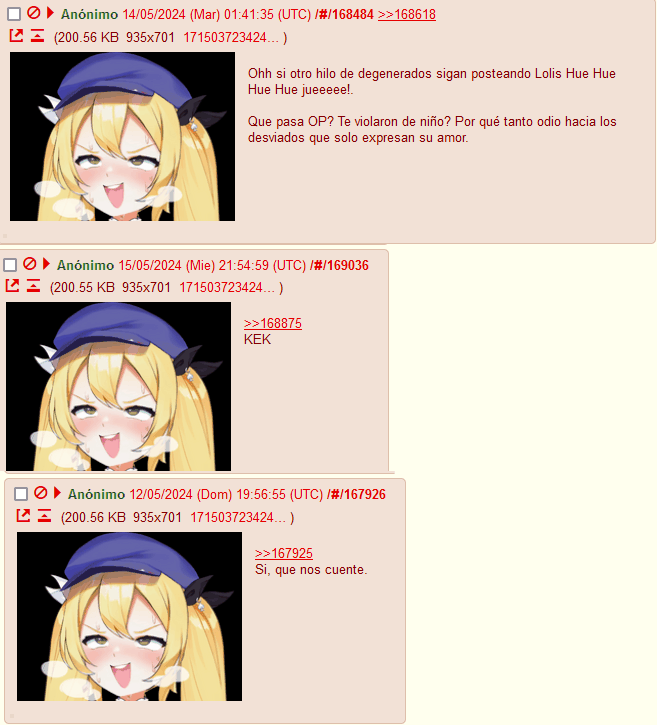 Anónimo 14/05/2024 (Mar) 01:41:35 (UTC) /#/168484 >>168618
(200.56 KB 935x701 171503723424... )
Ohh si otro hilo de degenerados sigan posteando Lolis Hue Hue
Hue Hue jueeeee!.
Que pasa OP? Te violaron de niño? Por qué tanto odio hacia los
desviados que solo expresan su amor.
Anónimo 15/05/2024 (Mie) 21:54:59 (UTC) /#/169036
(200.55 KB 935x701 171503723424... )
>>168875
KEK
Anónimo 12/05/2024 (Dom) 19:56:55 (UTC) /#/167926
(200.56 KB 935x701 171503723424... )
>>167925
Si, que nos cuente.